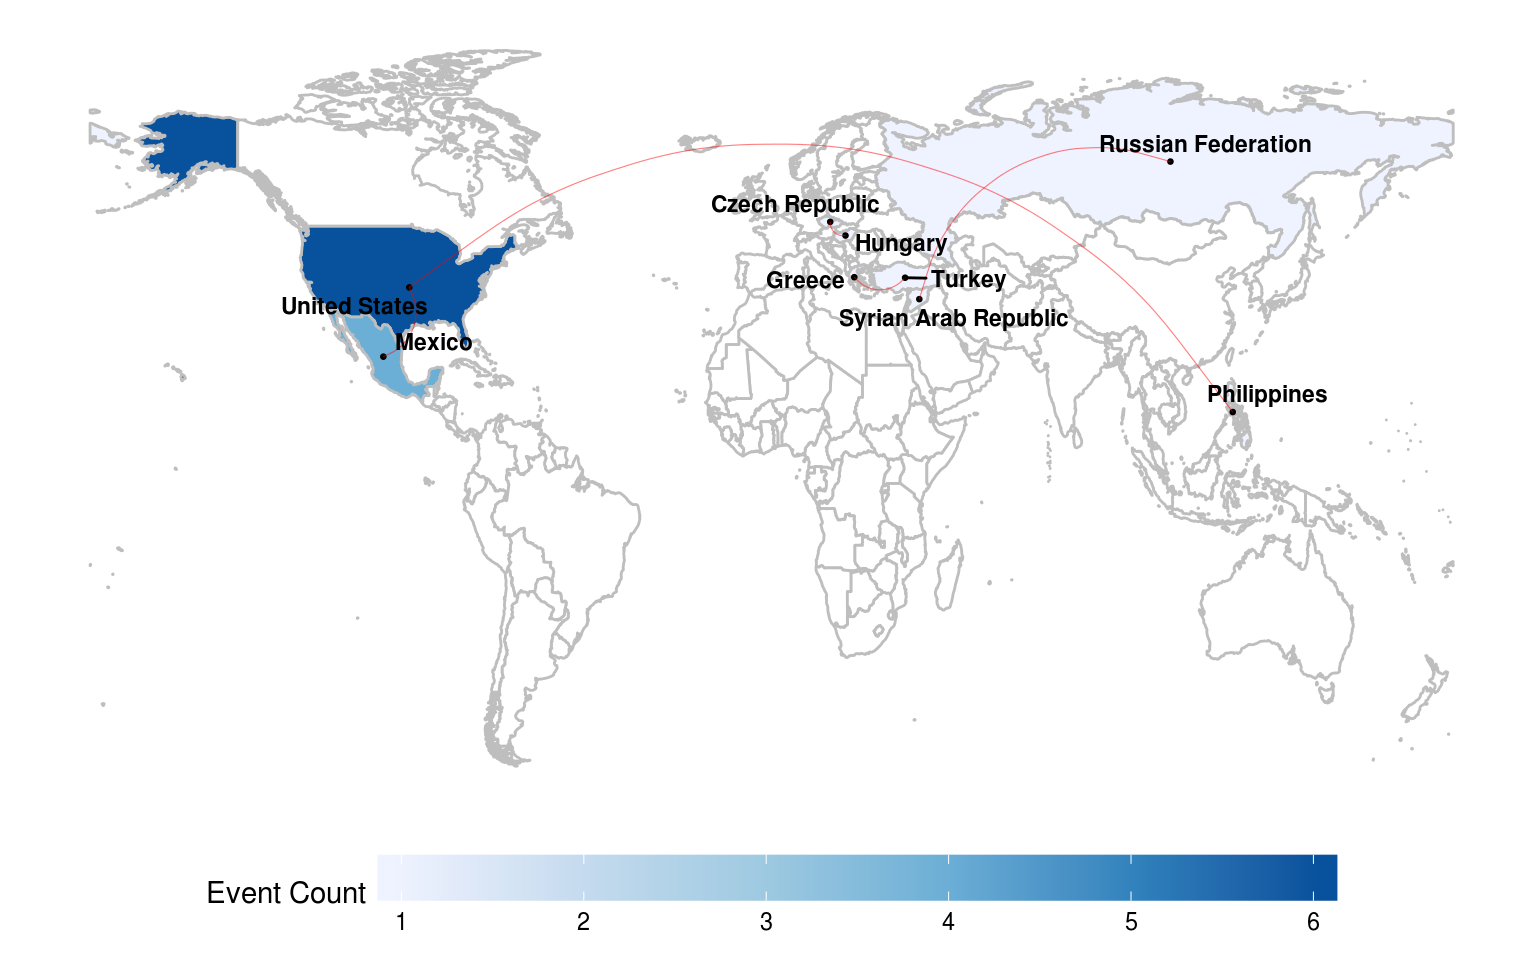 Russian Federation
Czech Republic
Hungary
Greece
Turkey
United States
Syrian Arab Republic
Mexico
Philippines
Event Count
1 2 3 4 5 6